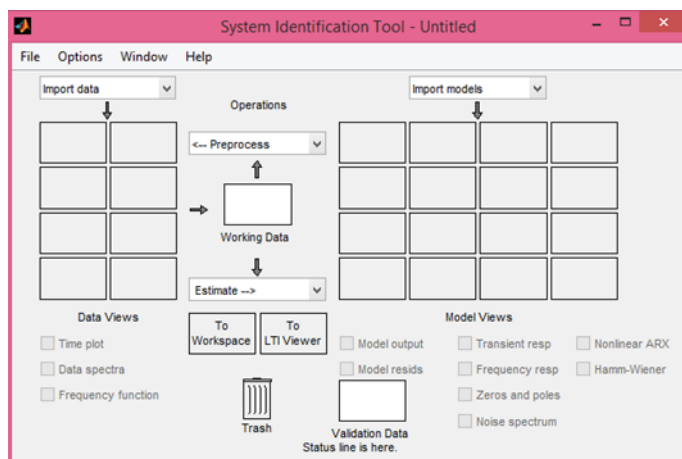 System Identification Tool - Untitled
File Options Window Help
Import data
Import models
Operations
<-- Preprocess
Working Data
Estimate -->
Data Views
To Workspace
To LTI Viewer
Model Views
Time plot
Data spectra
Frequency function
Model output
Model resids
Transient resp
Frequency resp
Zeros and poles
Noise spectrum
Nonlinear ARX
Hamm-Wiener
Trash
Validation Data
Status line is here.